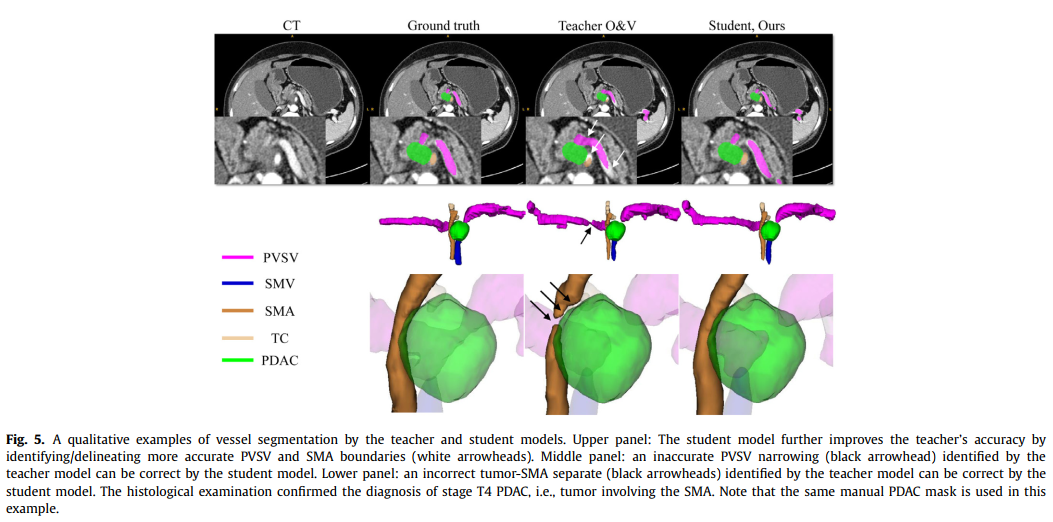 CT Ground truth Teacher O&V Student, Ours
PVSV
SMV
SMA
TC
PDAC
Fig. 5. A qualitative examples of vessel segmentation by the teacher and student models. Upper panel: The student model further improves the teacher's accuracy by
identifying/delineating more accurate PVSV and SMA boundaries (white arrowheads). Middle panel: an inaccurate PVSV narrowing (black arrowhead) identified by the
teacher model can be correct by the student model. Lower panel: an incorrect tumor-SMA separate (black arrowheads) identified by the teacher model can be correct by the
student model. The histological examination confirmed the diagnosis of stage T4 PDAC, i.e., tumor involving the SMA. Note that the same manual PDAC mask is used in this
example.